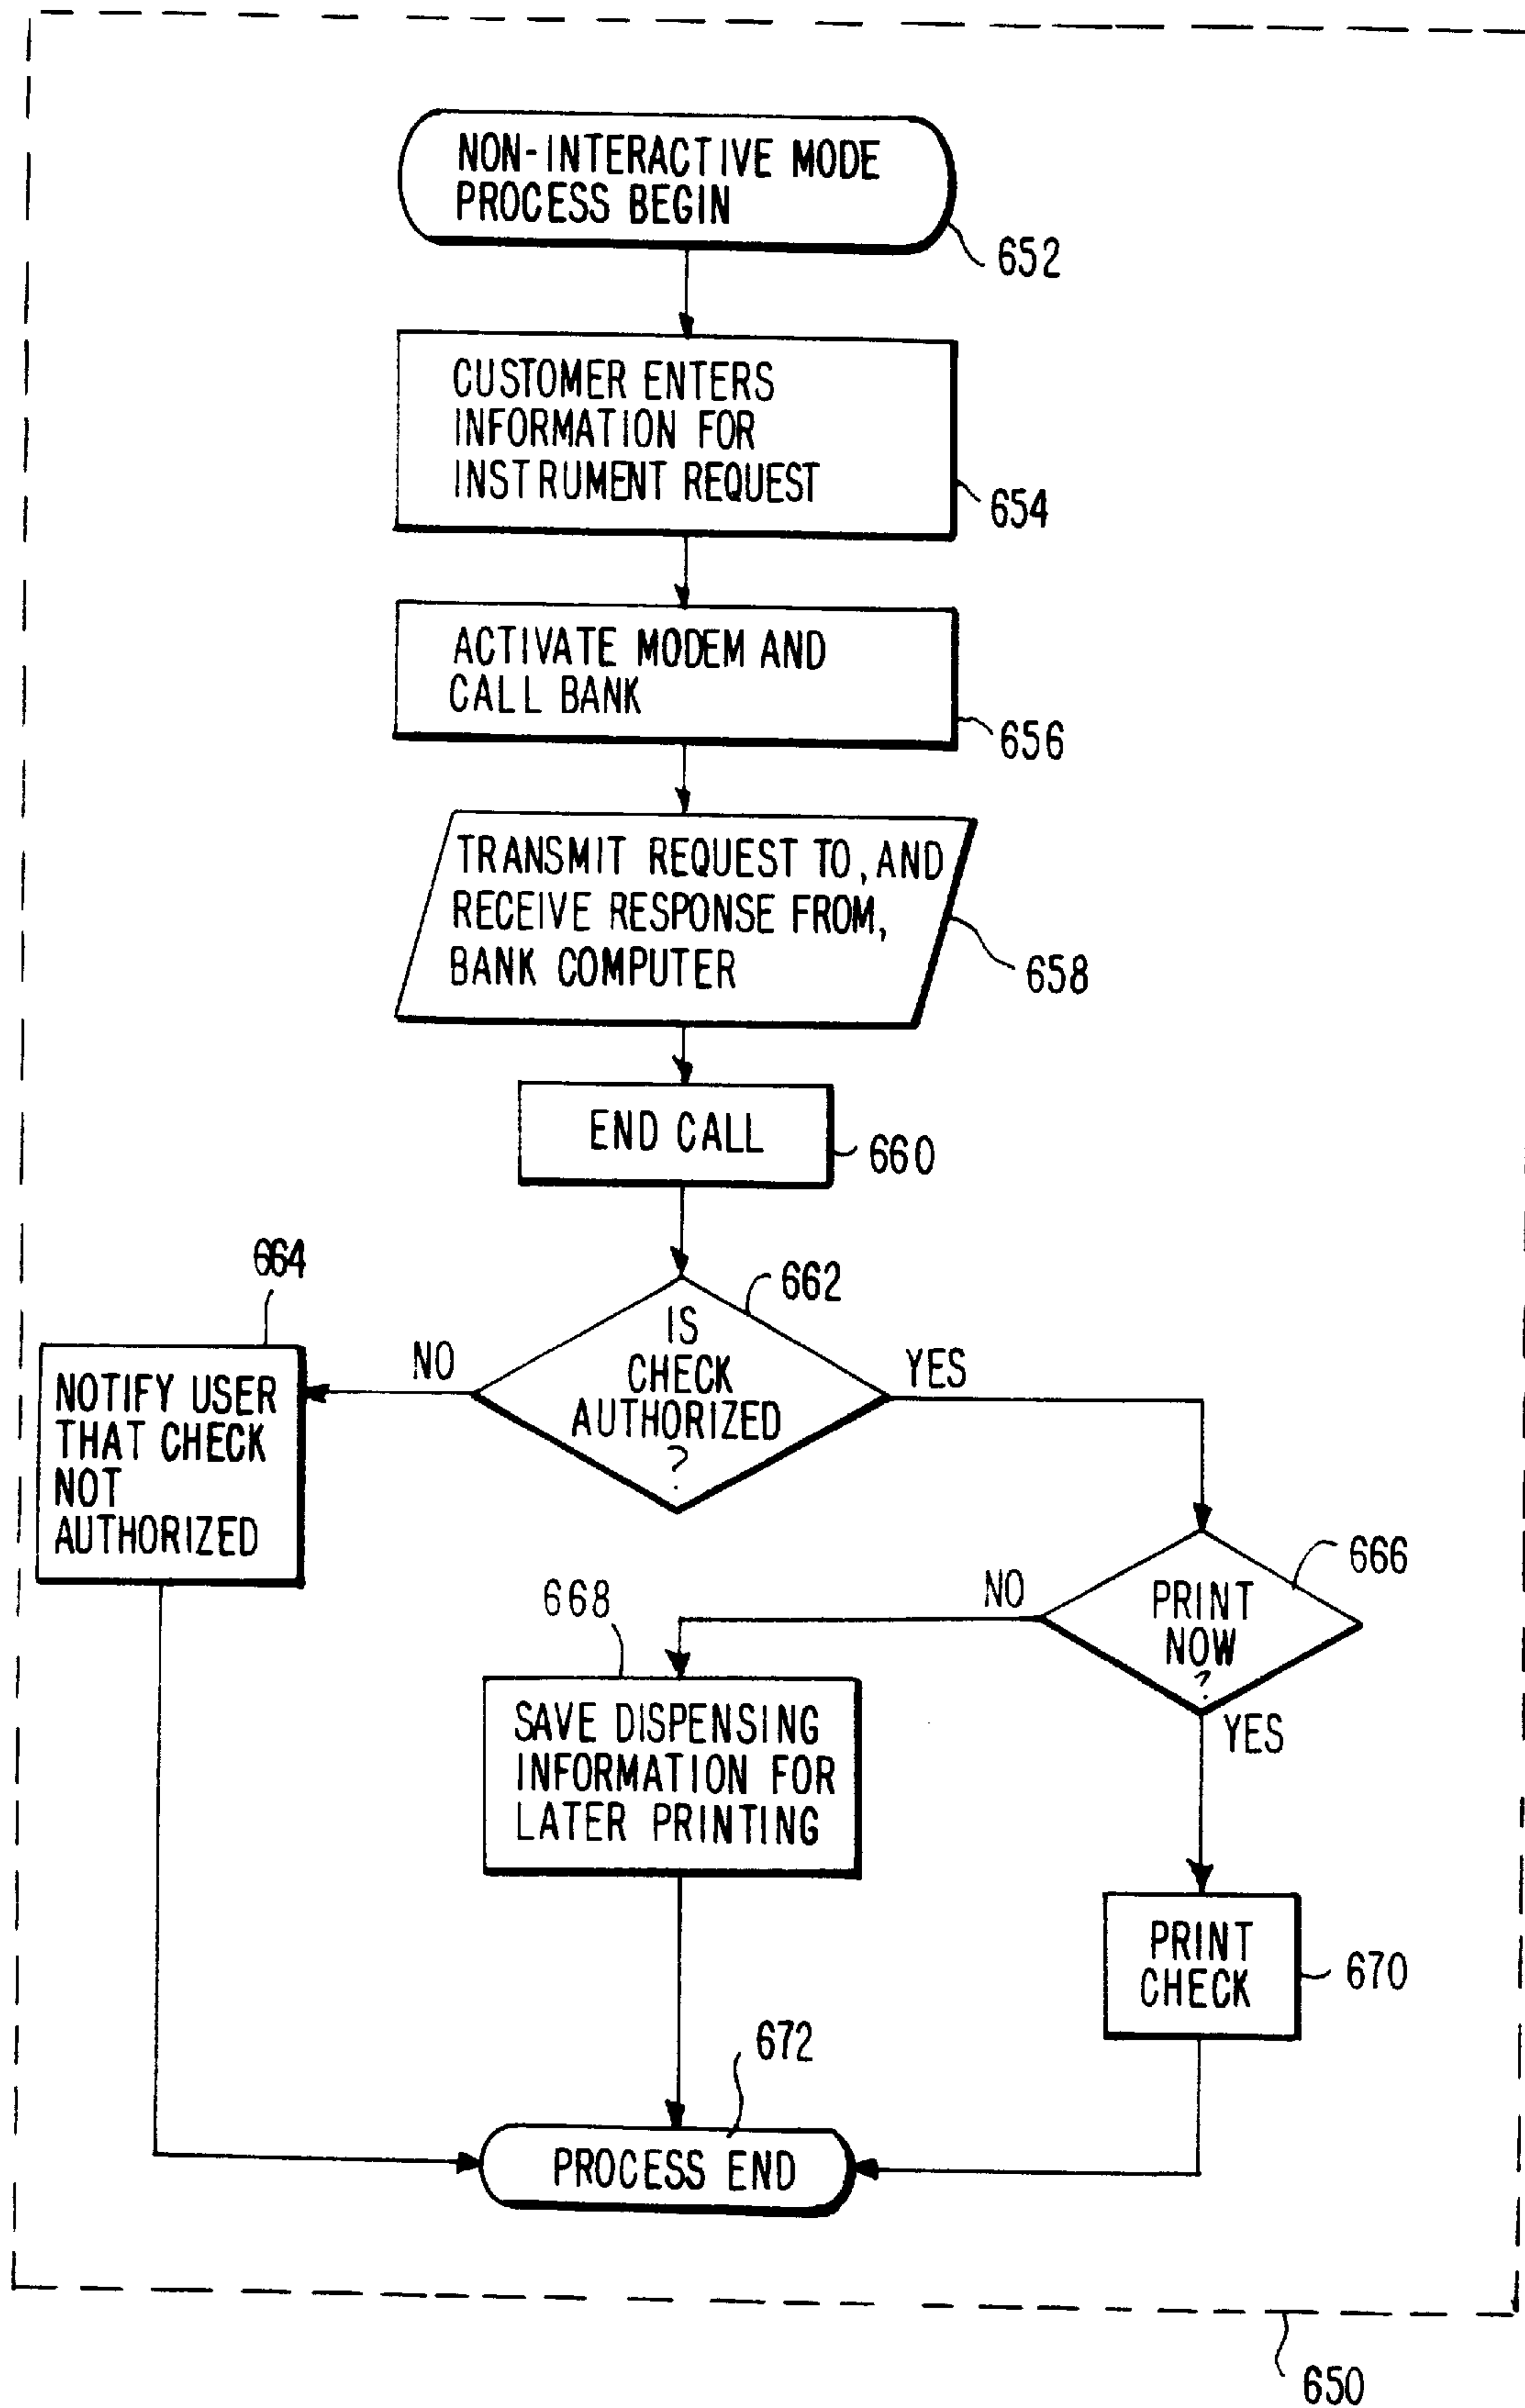 NON-INTERACTIVE MODE
PROCESS BEGIN
652
CUSTOMER ENTERS
INFORMATION FOR
INSTRUMENT REQUEST
654
ACTIVATE MODEM AND
CALL BANK
656
TRANSMIT REQUEST TO, AND
RECEIVE RESPONSE FROM,
BANK COMPUTER
658
END CALL
660
662
IS
CHECK
AUTHORIZED
?
NO
YES
664
NOTIFY USER
THAT CHECK
NOT
AUTHORIZED
666
PRINT
NOW
?
NO
YES
668
SAVE DISPENSING
INFORMATION FOR
LATER PRINTING
PRINT
CHECK
670
672
PROCESS END
650